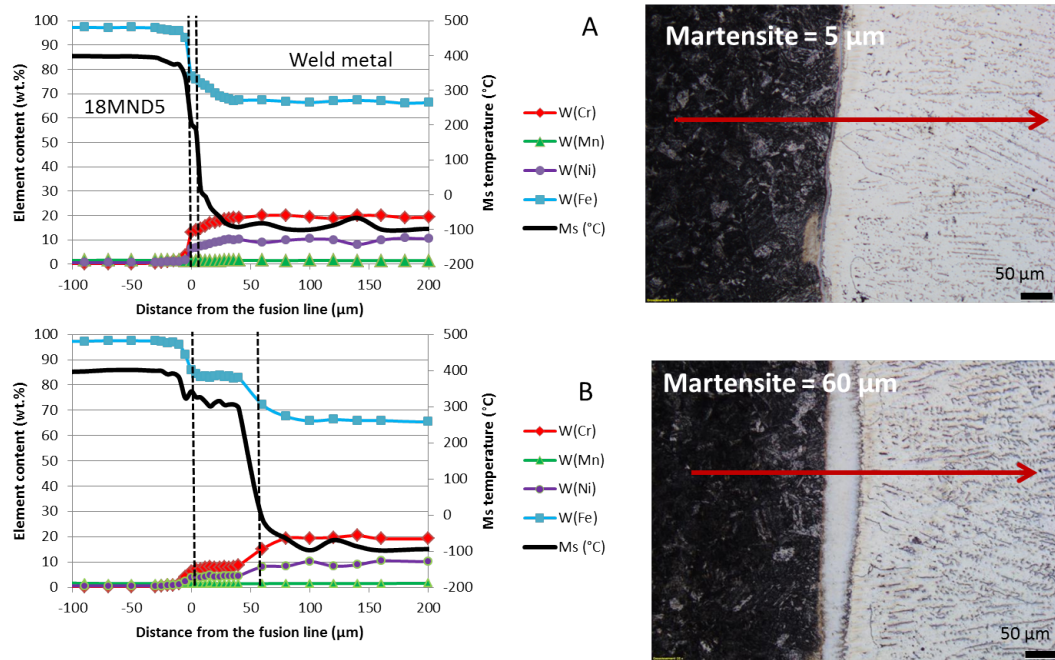 100
90
80
70
60
50
40
30
20
10
0
Element content (wt.%)
500
400
300
200
100
0
-100
-200
Ms temperature (°C)
18MND5
Weld metal
-100
-50
0
50
100
150
200
Distance from the fusion line (µm)
W(Cr)
W(Mn)
W(Ni)
W(Fe)
Ms (°C)
A
Martensite = 5 µm
50 µm
100
90
80
70
60
50
40
30
20
10
0
Element content (wt.%)
500
400
300
200
100
0
-100
-200
Ms temperature (°C)
-100
-50
0
50
100
150
200
Distance from the fusion line (µm)
W(Cr)
W(Mn)
W(Ni)
W(Fe)
Ms (°C)
B
Martensite = 60 µm
50 µm